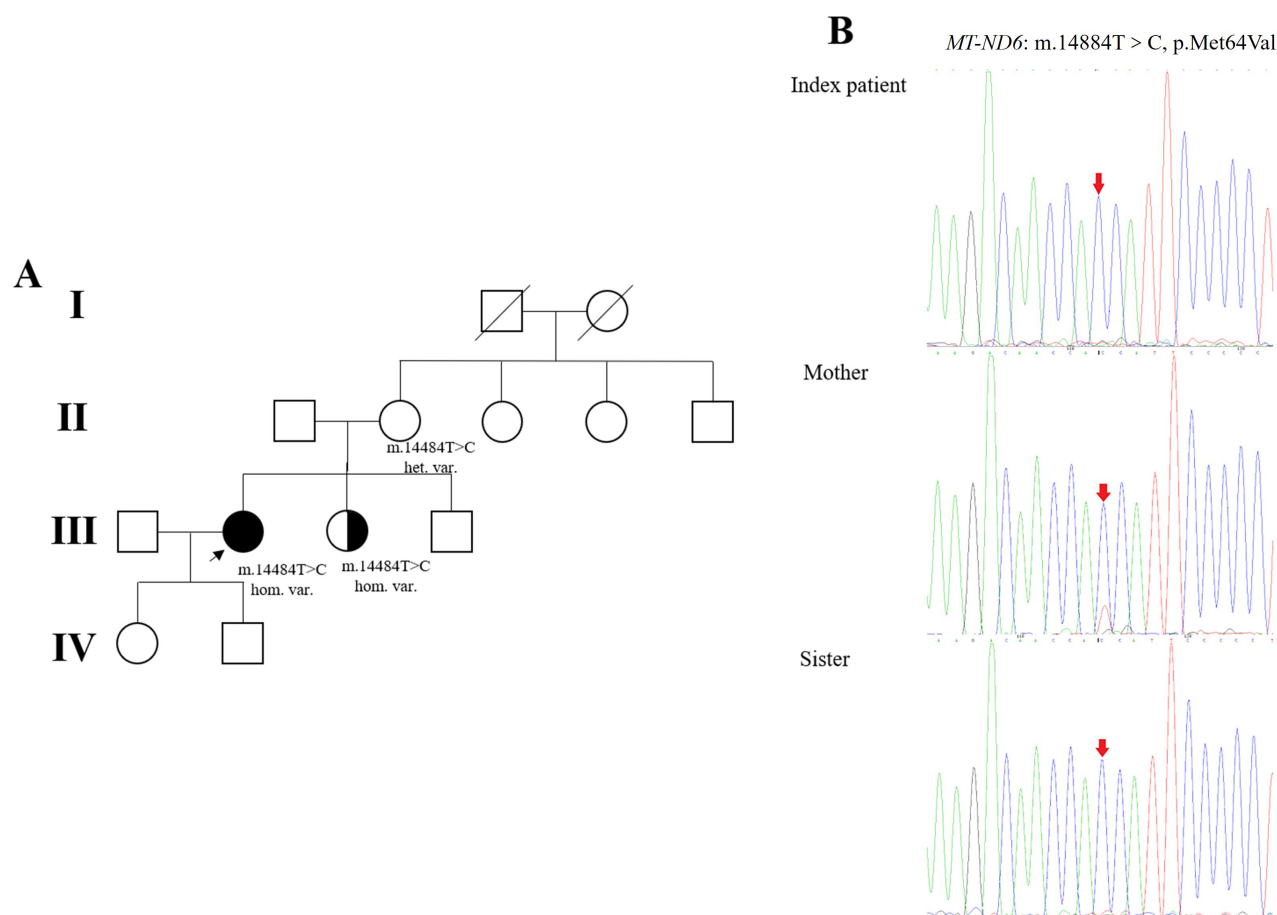 A
I
II
m.14484T>C
het. var.
III
m.14484T>C
hom. var.
m.14484T>C
hom. var.
IV
B
MT-ND6: m.14884T > C, p.Met64Val
Index patient
A A G A C A A C C A C C A T T C C C C C
Mother
A A G A C A A C C A C C A T T C C C C C T
Sister